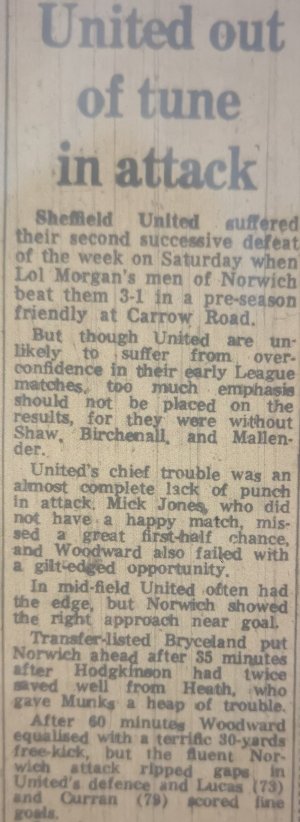 United out
of tune
in attack
Sheffield United suffered
their second successive defeat
of the week on Saturday when
Lol Morgan's men of Norwich
beat them 3-1 in a pre-season
friendly at Carrow Road.
But though United are un-
likely to suffer from over-
confidence in their early League
matches, too much emphasis
should not be placed on the
results, for they were without
Shaw, Birchenall, and Mallen-
der.
United's chief trouble was an
almost complete lack of punch
in attack. Mick Jones, who did
not have a happy match, mis-
sed a great first-half chance,
and Woodward also failed with
a gilt-edged opportunity.
In mid-field United often had
the edge, but Norwich showed
the right approach near goal.
Transfer-listed Bryceland put
Norwich ahead after 35 minutes
after Hodgkinson had twice
saved well from Heath, who
gave Munks a heap of trouble.
After 60 minutes Woodward
equalised with a terrific 30-yards
free-kick, but the fluent Nor-
wich attack ripped gaps in
United's defence and Lucas (73)
and Curran (79) scored fine
goals.